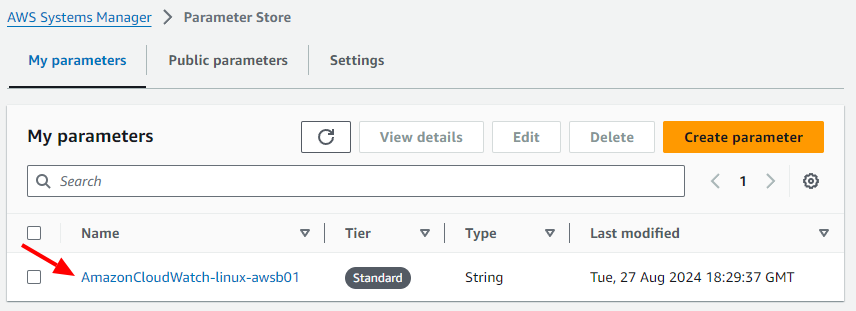 AWS Systems Manager > Parameter Store
My parameters Public parameters Settings
My parameters View details Edit Delete Create parameter
Search 1
Name Tier Type Last modified
AmazonCloudWatch-linux-awsb01 Standard String Tue, 27 Aug 2024 18:29:37 GMT